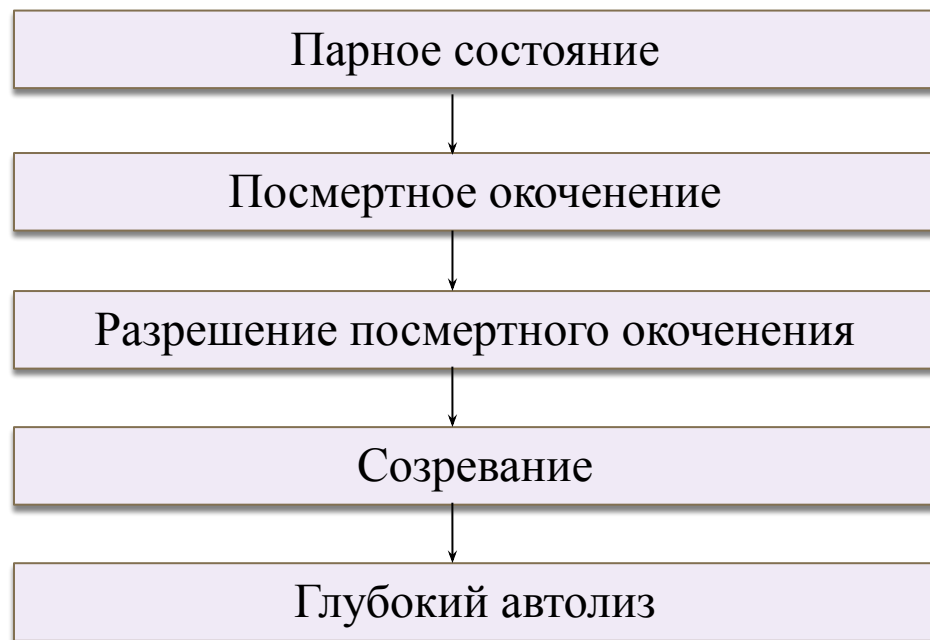 Парное состояние
Посмертное окоченение
Разрешение посмертного окоченения
Созревание
Глубокий автолиз